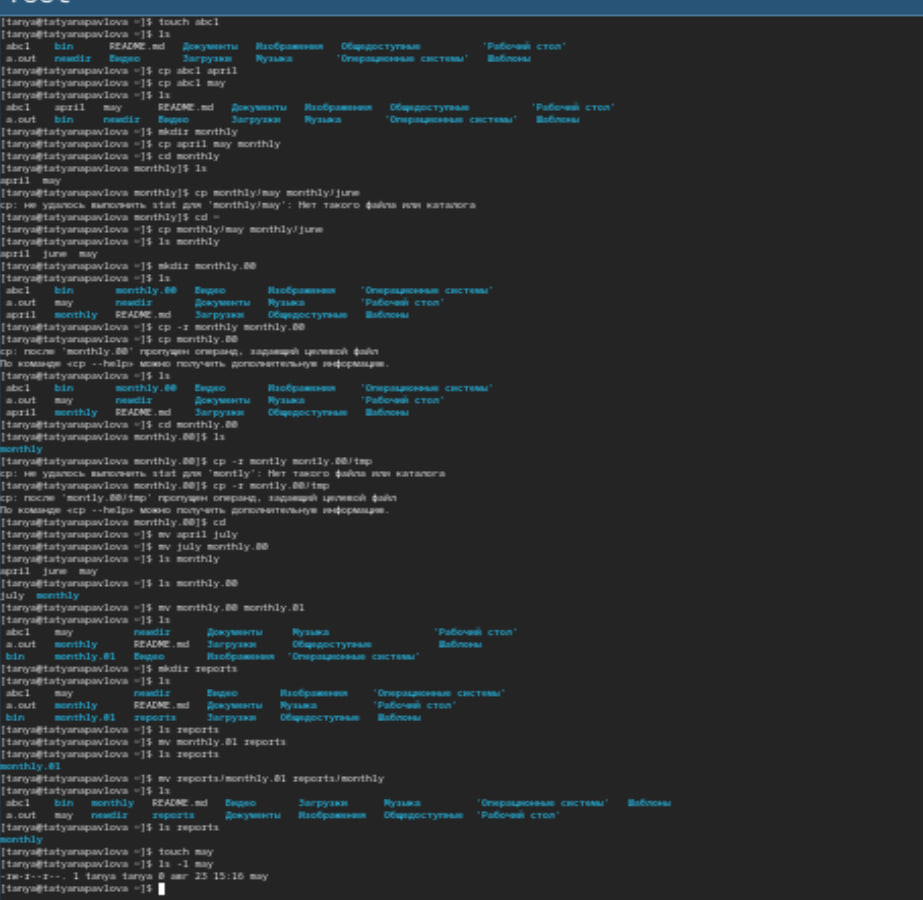 [tanya@tatyanapavlova ~]$ touch abc1
[tanya@tatyanapavlova ~]$ ls
abc1 bin README.md Документы Изображения Общедоступные 'Рабочий стол'
a.out newdir Видео Загрузки Музыка 'Операционные системы' Шаблоны
[tanya@tatyanapavlova ~]$ cp abc1 april
[tanya@tatyanapavlova ~]$ cp abc1 may
[tanya@tatyanapavlova ~]$ ls
abc1 april may README.md Документы Изображения Общедоступные 'Рабочий стол'
a.out bin newdir Видео Загрузки Музыка 'Операционные системы' Шаблоны
[tanya@tatyanapavlova ~]$ mkdir monthly
[tanya@tatyanapavlova ~]$ cp april may monthly
[tanya@tatyanapavlova ~]$ cd monthly
[tanya@tatyanapavlova monthly]$ ls
april may
[tanya@tatyanapavlova monthly]$ cp monthly/may monthly/june
cp: не удалось выполнить stat для 'monthly/may': Нет такого файла или каталога
[tanya@tatyanapavlova monthly]$ cd ~
[tanya@tatyanapavlova ~]$ cp monthly/may monthly/june
[tanya@tatyanapavlova ~]$ ls monthly
april june may
[tanya@tatyanapavlova ~]$ mkdir monthly.00
[tanya@tatyanapavlova ~]$ ls
abc1 bin monthly.00 Видео Изображения 'Операционные системы'
a.out may newdir Документы Музыка 'Рабочий стол'
april monthly README.md Загрузки Общедоступные Шаблоны
[tanya@tatyanapavlova ~]$ cp -r monthly monthly.00
[tanya@tatyanapavlova ~]$ cp monthly.00
cp: после 'monthly.00' пропущен операнд, задающий целевой файл
По команде «cp --help» можно получить дополнительную информацию.
[tanya@tatyanapavlova ~]$ ls
abc1 bin monthly.00 Видео Изображения 'Операционные системы'
a.out may newdir Документы Музыка 'Рабочий стол'
april monthly README.md Загрузки Общедоступные Шаблоны
[tanya@tatyanapavlova ~]$ cd monthly.00
[tanya@tatyanapavlova monthly.00]$ ls
monthly
[tanya@tatyanapavlova monthly.00]$ cp -r montly montly.00/tmp
cp: не удалось выполнить stat для 'montly': Нет такого файла или каталога
[tanya@tatyanapavlova monthly.00]$ cp -r montly.00/tmp
cp: после 'montly.00/tmp' пропущен операнд, задающий целевой файл
По команде «cp --help» можно получить дополнительную информацию.
[tanya@tatyanapavlova monthly.00]$ cd
[tanya@tatyanapavlova ~]$ mv april july
[tanya@tatyanapavlova ~]$ mv july monthly.00
[tanya@tatyanapavlova ~]$ ls monthly
april june may
[tanya@tatyanapavlova ~]$ ls monthly.00
july monthly
[tanya@tatyanapavlova ~]$ mv monthly.00 monthly.01
[tanya@tatyanapavlova ~]$ ls
abc1 may newdir Документы Музыка 'Рабочий стол'
a.out monthly README.md Загрузки Общедоступные Шаблоны
bin monthly.01 Видео Изображения 'Операционные системы'
[tanya@tatyanapavlova ~]$ mkdir reports
[tanya@tatyanapavlova ~]$ ls
abc1 may newdir Видео Изображения 'Операционные системы'
a.out monthly README.md Документы Музыка 'Рабочий стол'
bin monthly.01 reports Загрузки Общедоступные Шаблоны
[tanya@tatyanapavlova ~]$ ls reports
[tanya@tatyanapavlova ~]$ mv monthly.01 reports
[tanya@tatyanapavlova ~]$ ls reports
monthly.01
[tanya@tatyanapavlova ~]$ mv reports/monthly.01 reports/monthly
[tanya@tatyanapavlova ~]$ ls
abc1 bin monthly README.md Видео Загрузки Музыка 'Операционные системы' Шаблоны
a.out may newdir reports Документы Изображения Общедоступные 'Рабочий стол'
[tanya@tatyanapavlova ~]$ ls reports
monthly
[tanya@tatyanapavlova ~]$ touch may
[tanya@tatyanapavlova ~]$ ls -l may
-rw-r--r--. 1 tanya tanya 0 авг 23 15:16 may
[tanya@tatyanapavlova ~]$